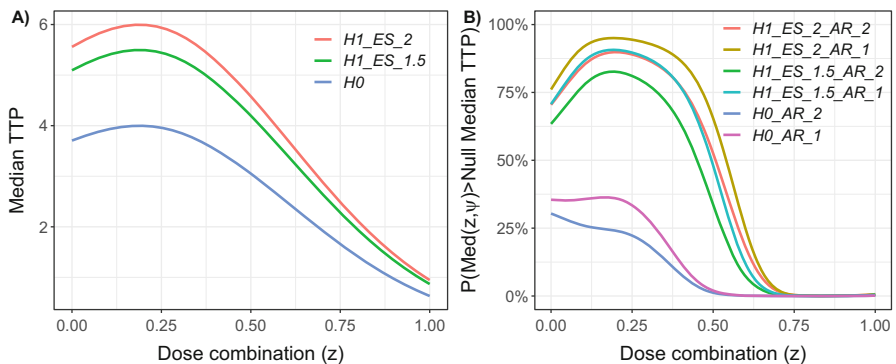 A)
Median TTP
6
4
2
H1_ES_2
H1_ES_1.5
H0
0.00 0.25 0.50 0.75 1.00
Dose combination (z)
B)
P(Med(z,ψ)>Null Median TTP)
100%
75%
50%
25%
0%
H1_ES_2_AR_2
H1_ES_2_AR_1
H1_ES_1.5_AR_2
H1_ES_1.5_AR_1
H0_AR_2
H0_AR_1
0.00 0.25 0.50 0.75 1.00
Dose combination (z)